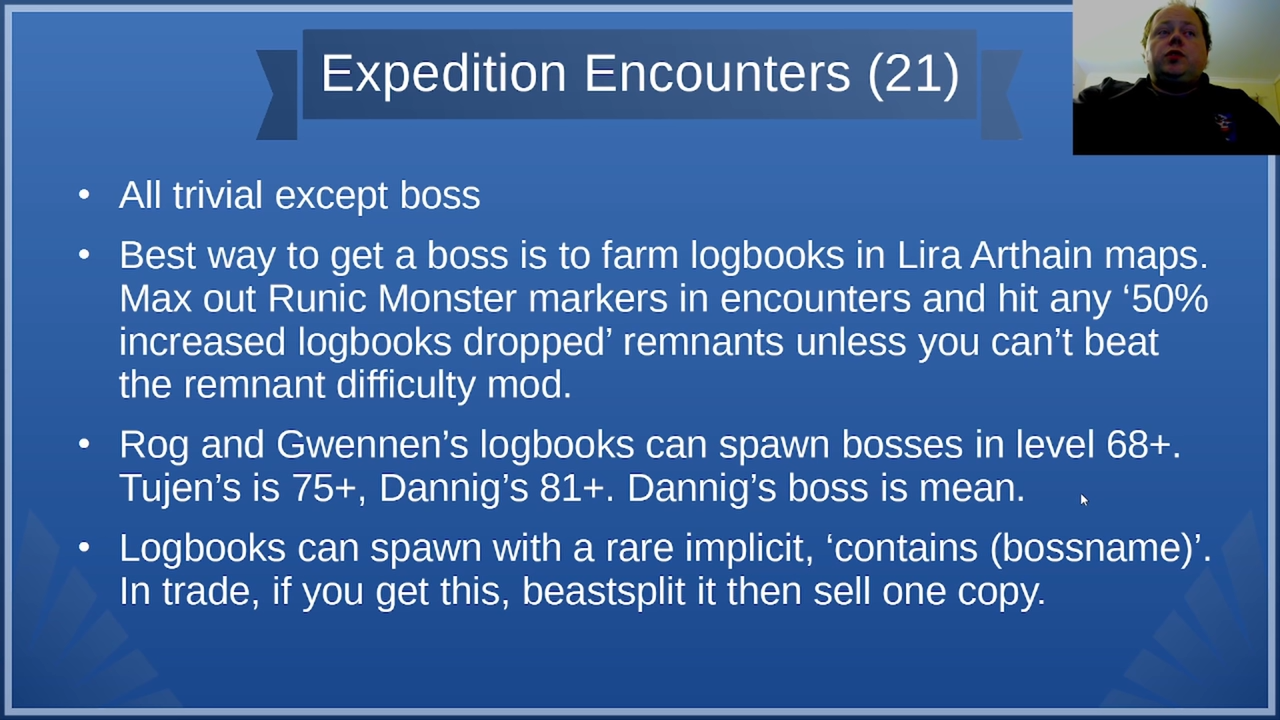 Expedition Encounters (21)
• All trivial except boss
• Best way to get a boss is to farm logbooks in Lira Arthain maps.
Max out Runic Monster markers in encounters and hit any ‘50%
increased logbooks dropped’ remnants unless you can’t beat
the remnant difficulty mod.
• Rog and Gwennen’s logbooks can spawn bosses in level 68+.
Tujen’s is 75+, Dannig’s 81+. Dannig’s boss is mean.
• Logbooks can spawn with a rare implicit, ‘contains (bossname)’.
In trade, if you get this, beastsplit it then sell one copy.